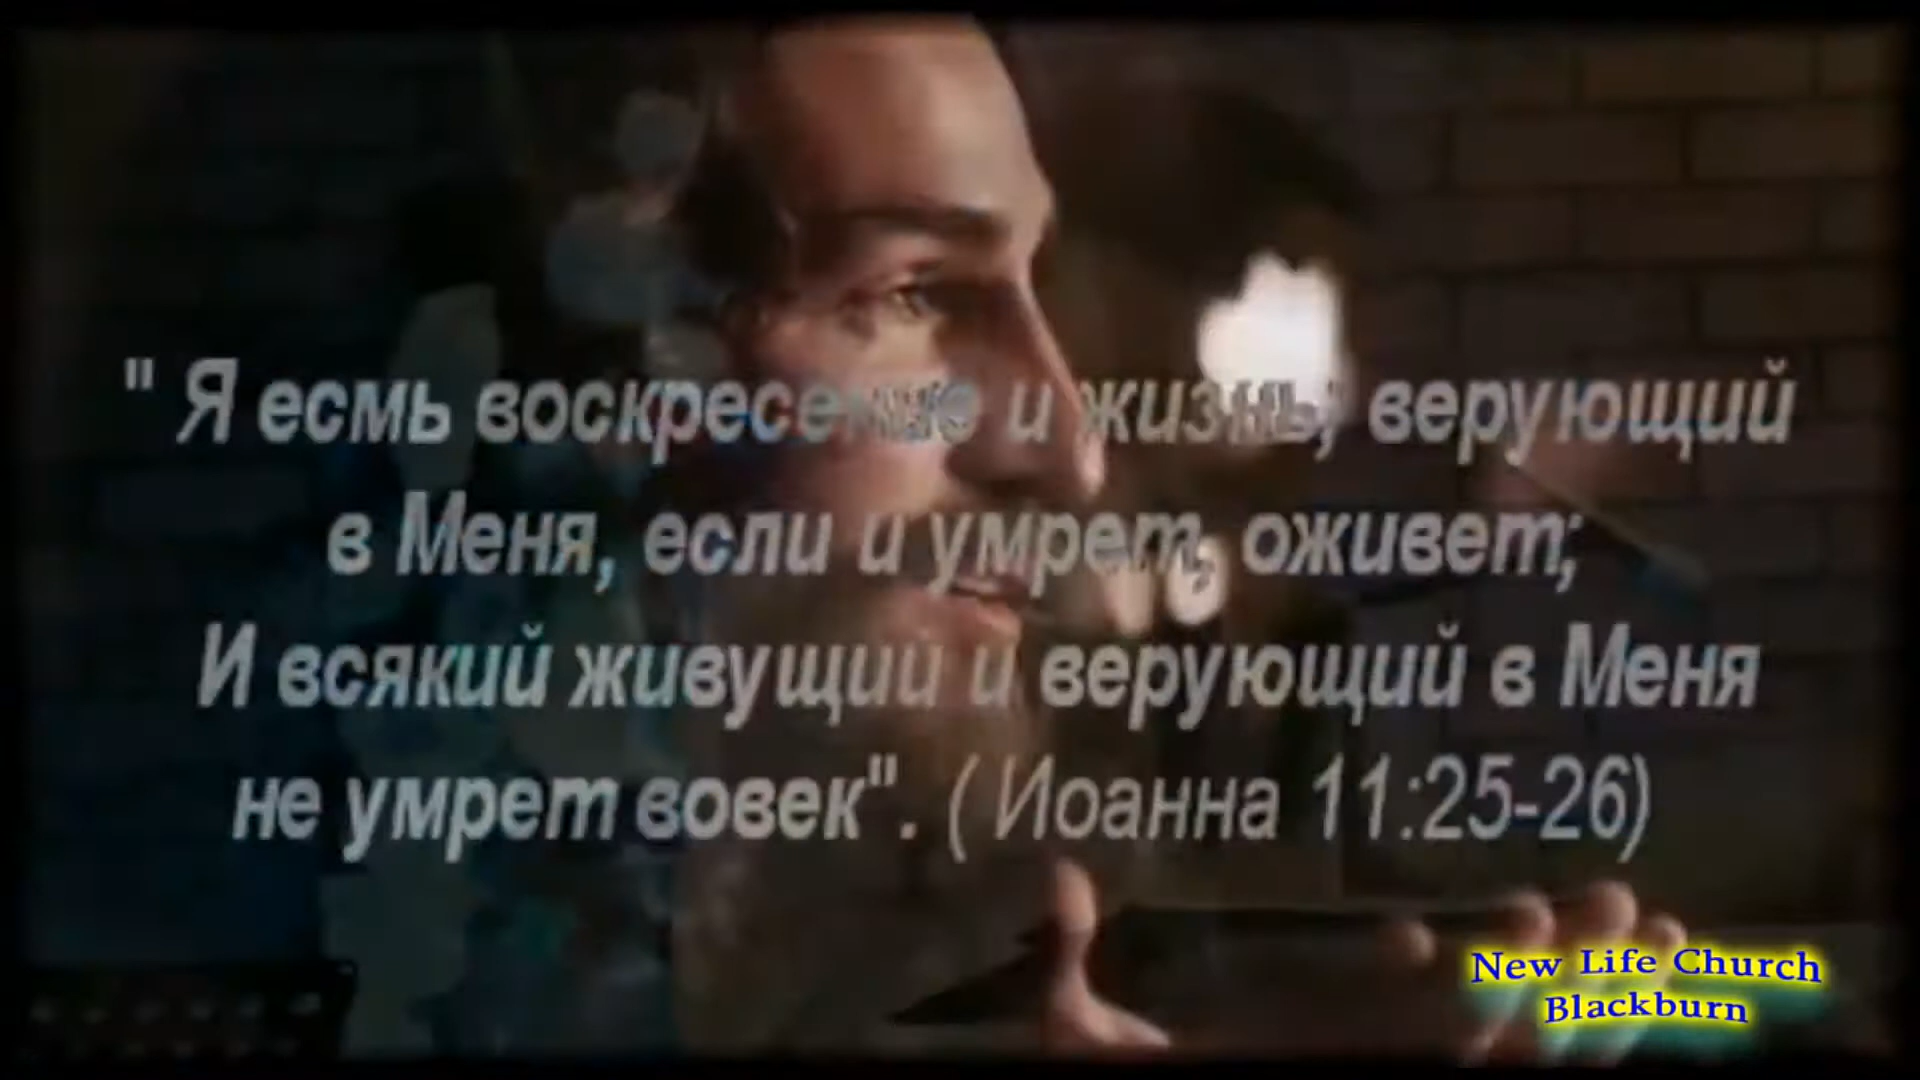 " Я есмь воскресение и жизнь; верующий
в Меня, если и умрет, оживет;
И всякий живущий и верующий в Меня
не умрет вовек". ( Иоанна 11:25-26)
New Life Church
Blackburn